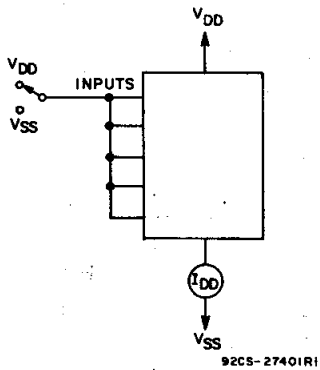 VDD
VDD
INPUTS
VSS
IDD
VSS
92CS-27401R1